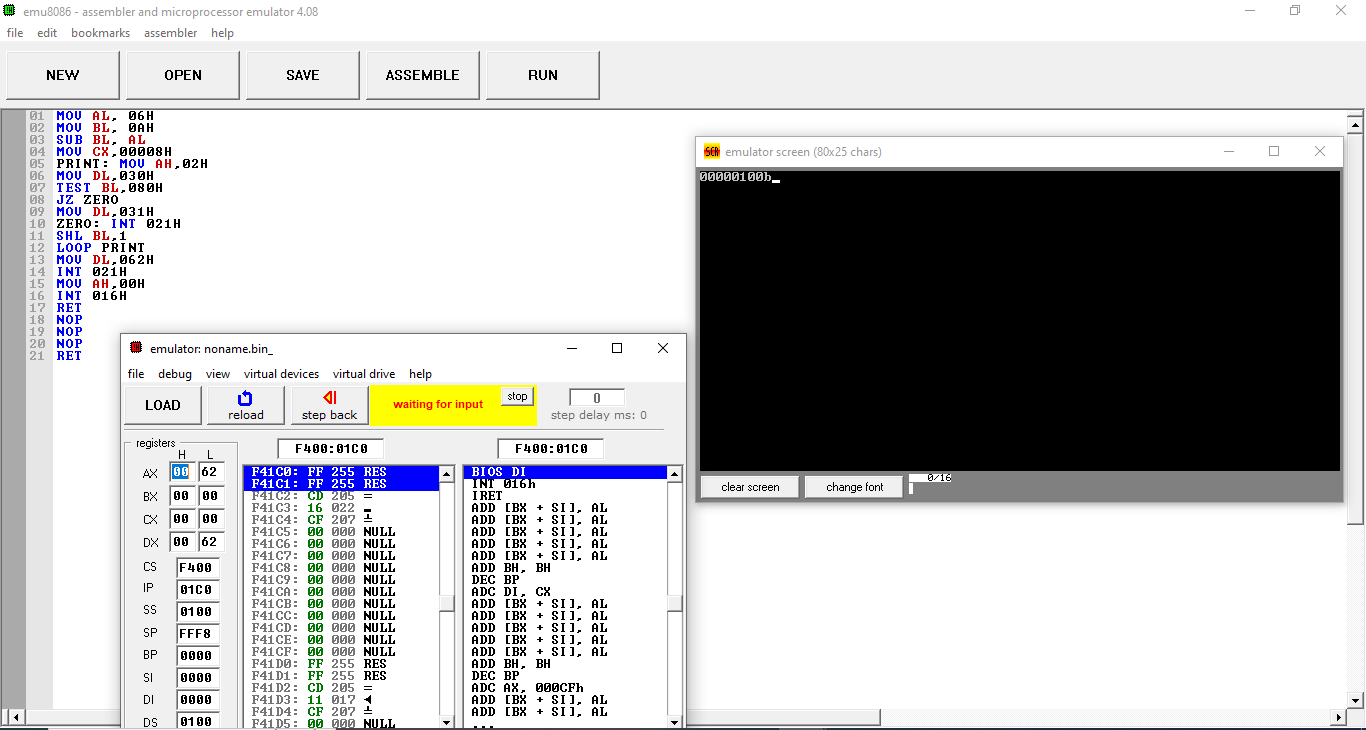 emu8086 - assembler and microprocessor emulator 4.08
file edit bookmarks assembler help
NEW OPEN SAVE ASSEMBLE RUN
01 MOV AL, 06H
02 MOV BL, 0AH
03 SUB BL, AL
04 MOV CX,00008H
05 PRINT: MOV AH,02H
06 MOV DL,030H
07 TEST BL,080H
08 JZ ZERO
09 MOV DL,031H
10 ZERO: INT 021H
11 SHL BL,1
12 LOOP PRINT
13 MOV DL,062H
14 INT 021H
15 MOV AH,00H
16 INT 016H
17 RET
18 NOP
19 NOP
20 NOP
21 RET
SCR emulator screen (80x25 chars)
00000100b
clear screen change font 0/16
emulator: noname.bin_
file debug view virtual devices virtual drive help
LOAD reload step back waiting for input stop 0
step delay ms: 0
registers
H L
AX 00 62
BX 00 00
CX 00 00
DX 00 62
CS F400
IP 01C0
SS 0100
SP FFF8
BP 0000
SI 0000
DI 0000
DS 0100
F400:01C0
F41C0: FF 255 RES
F41C1: FF 255 RES
F41C2: CD 205 =
F41C3: 16 022 ▬
F41C4: CF 207 ╧
F41C5: 00 000 NULL
F41C6: 00 000 NULL
F41C7: 00 000 NULL
F41C8: 00 000 NULL
F41C9: 00 000 NULL
F41CA: 00 000 NULL
F41CB: 00 000 NULL
F41CC: 00 000 NULL
F41CD: 00 000 NULL
F41CE: 00 000 NULL
F41CF: 00 000 NULL
F41D0: FF 255 RES
F41D1: FF 255 RES
F41D2: CD 205 =
F41D3: 11 017 ◄
F41D4: CF 207 ╧
F41D5: 00 000 NULL
F400:01C0
BIOS DI
INT 016h
IRET
ADD [BX + SI], AL
ADD [BX + SI], AL
ADD [BX + SI], AL
ADD [BX + SI], AL
ADD [BX + SI], AL
ADD BH, BH
DEC BP
ADC DI, CX
ADD [BX + SI], AL
ADD [BX + SI], AL
ADD [BX + SI], AL
ADD [BX + SI], AL
ADD [BX + SI], AL
ADD BH, BH
DEC BP
ADC AX, 000CFh
ADD [BX + SI], AL
ADD [BX + SI], AL
...